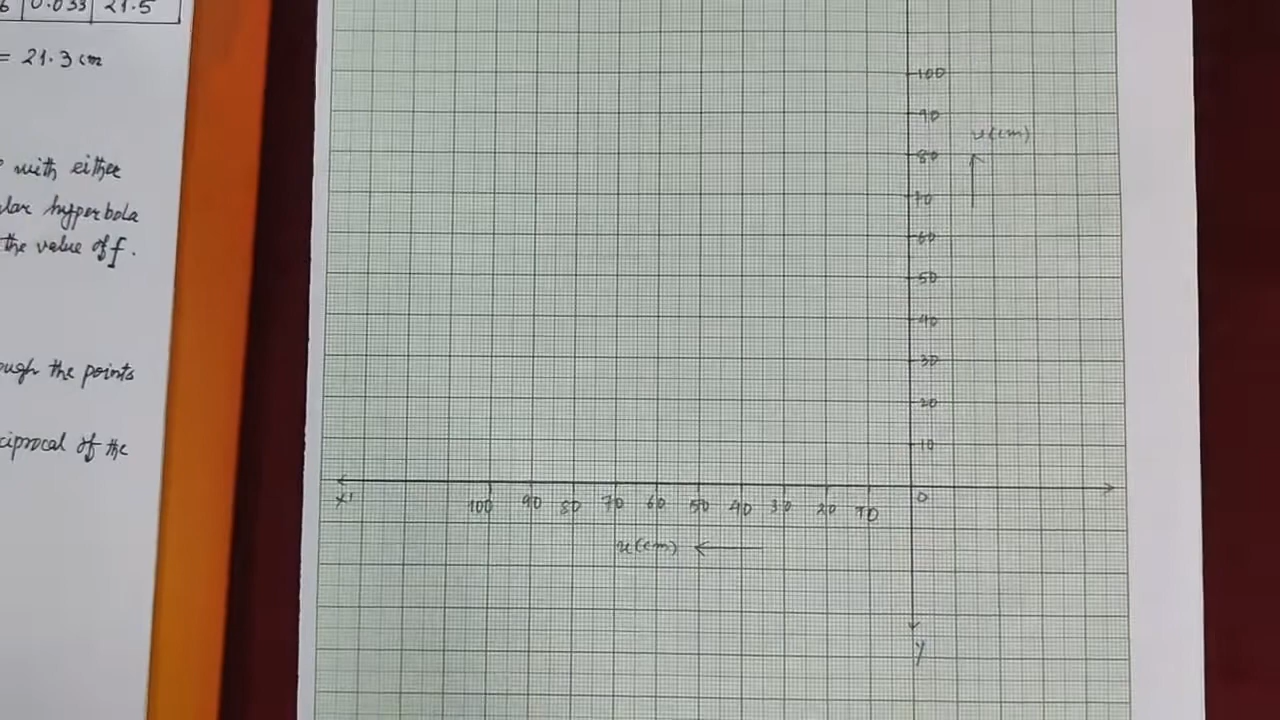 6 0.033 21.5
= 21.3 cm
with either
lar hyperbola
the value of f.
ough the points
ciprocal of the
100
90
v(cm)
80
70
60
50
40
30
20
10
X' 100 90 80 70 60 50 40 30 20 10 0
u(cm)
y